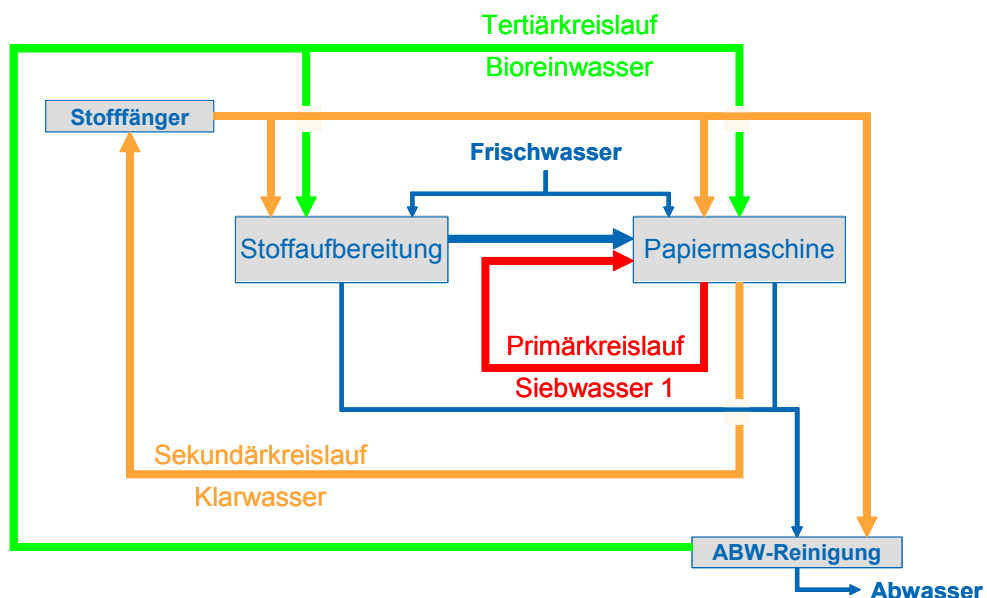 Tertiärkreislauf
Bioreinwasser
Stofffänger
Frischwasser
Stoffaufbereitung
Papiermaschine
Primärkreislauf
Siebwasser 1
Sekundärkreislauf
Klarwasser
ABW-Reinigung
Abwasser